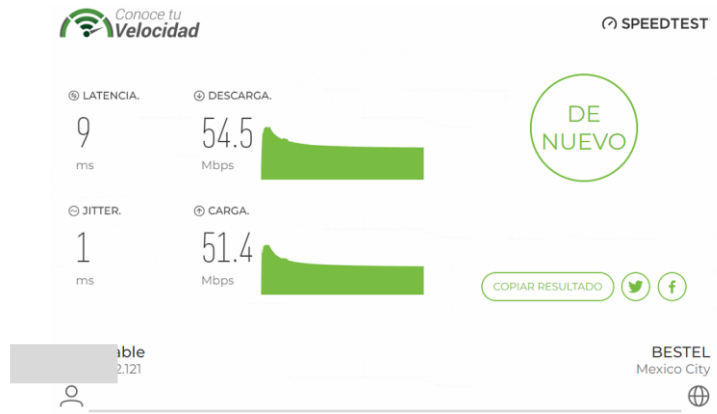 Conoce tu
Velocidad
SPEEDTEST
LATENCIA.
9
ms
DESCARGA.
54.5
Mbps
DE
NUEVO
JITTER.
1
ms
CARGA.
51.4
Mbps
COPIAR RESULTADO
able
2.121
BESTEL
Mexico City